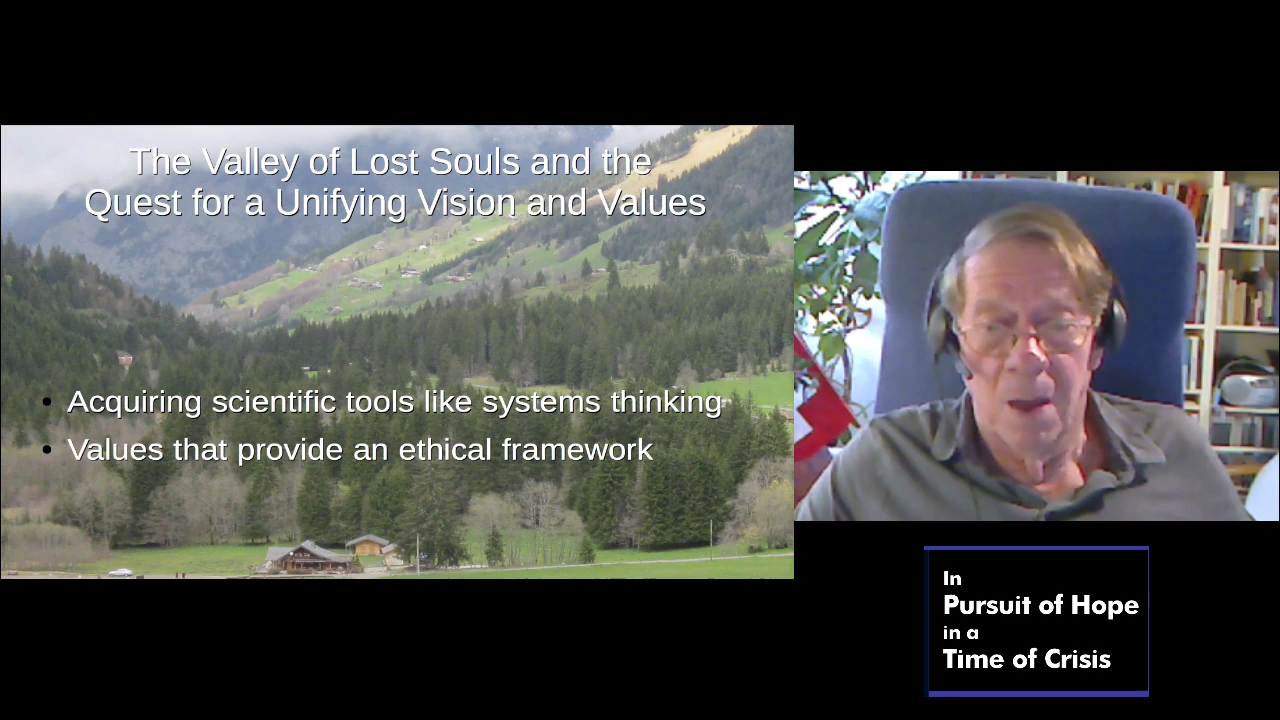 The Valley of Lost Souls and the
Quest for a Unifying Vision and Values
• Acquiring scientific tools like systems thinking
• Values that provide an ethical framework
In
Pursuit of Hope
in a
Time of Crisis